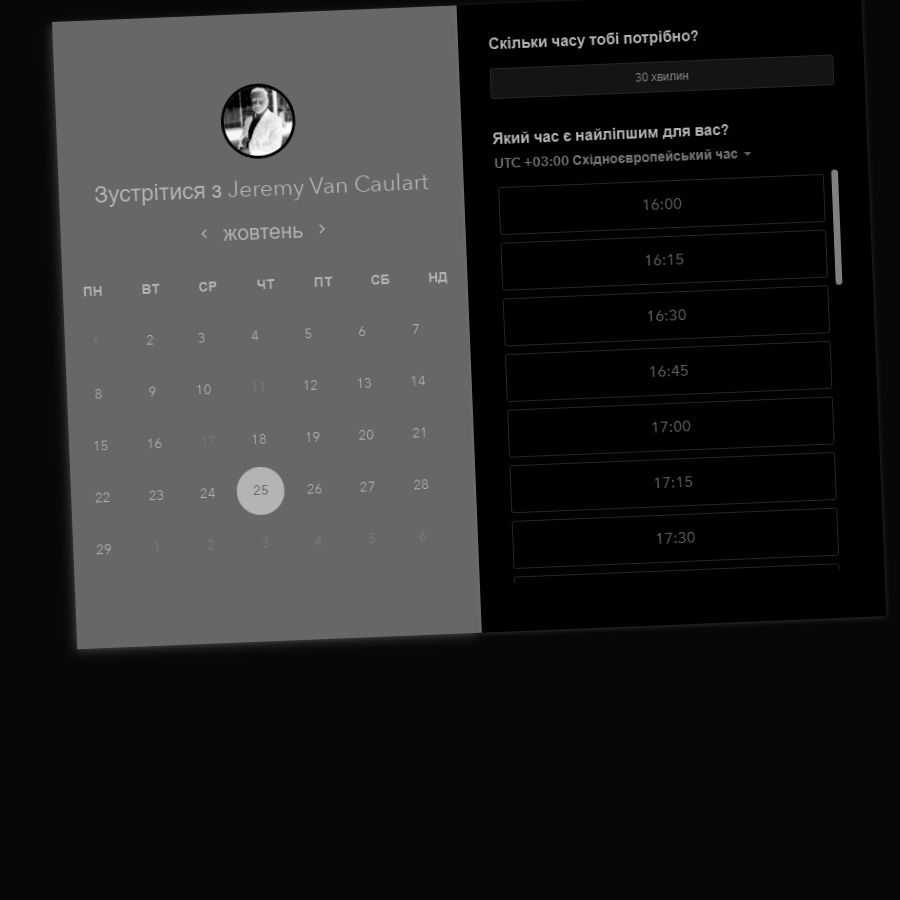 Зустрітися з Jeremy Van Caulart
жовтень
ПН ВТ СР ЧТ ПТ СБ НД
1 2 3 4 5 6 7
8 9 10 11 12 13 14
15 16 17 18 19 20 21
22 23 24 25 26 27 28
29 1 2 3 4 5 6
Скільки часу тобі потрібно?
30 хвилин
Який час є найліпшим для вас?
UTC +03:00 Східноєвропейський час
16:00
16:15
16:30
16:45
17:00
17:15
17:30